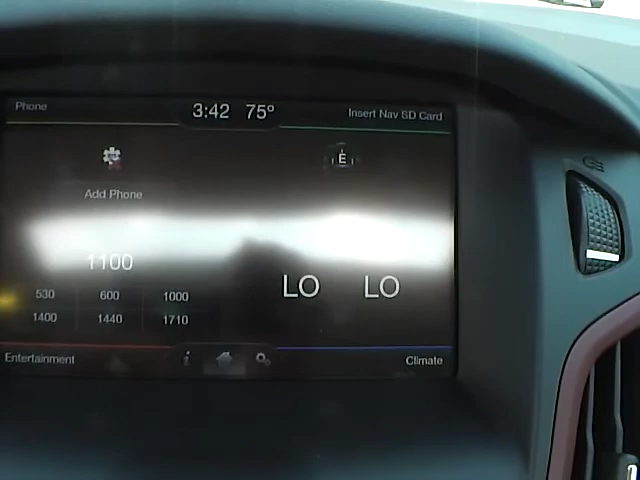 Phone 3:42 75° Insert Nav SD Card
E
Add Phone
1100
LO LO
530 600 1000
1400 1440 1710
Entertainment i Climate